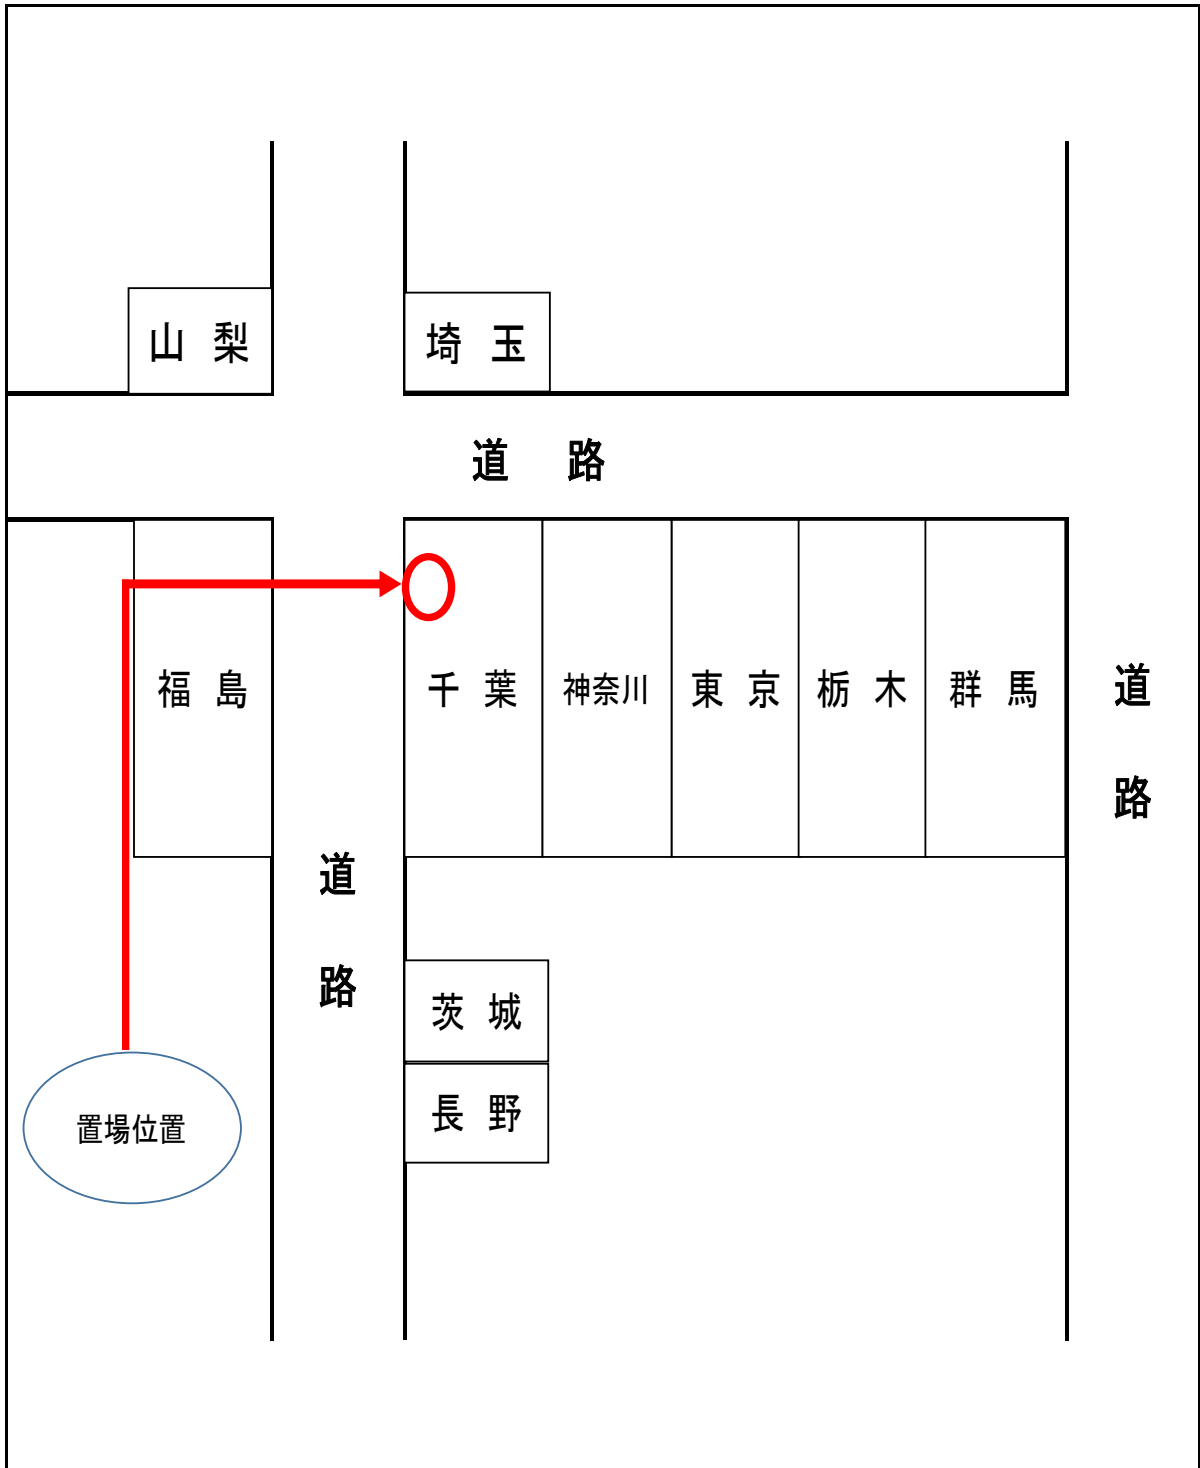 山 梨
埼 玉
道 路
福 島
千 葉
神奈川
東 京
栃 木
群 馬
道
路
道
路
茨 城
長 野
置場位置